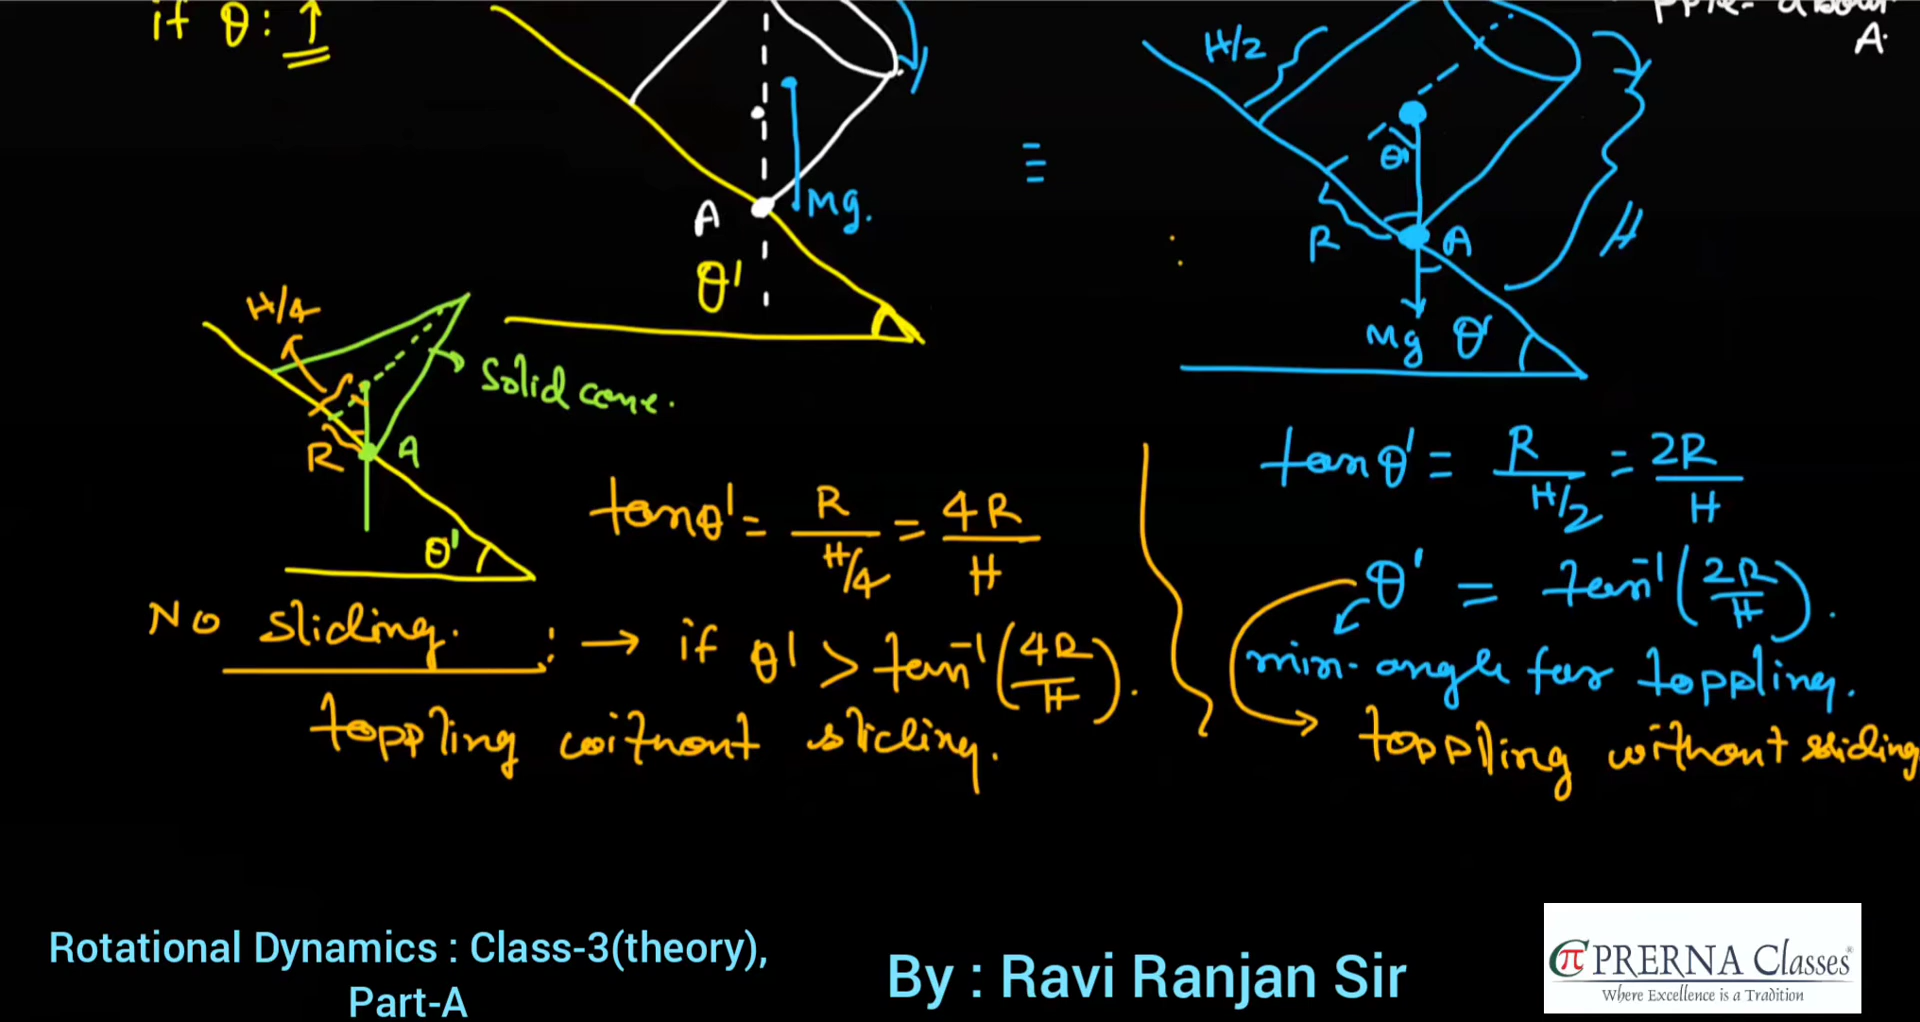 if θ : ↑
H/2
A.
θ'
A
Mg.
≡
R
A
H
θ'
Mg
θ'
H/4
solid cone.
R
A
θ'
tanθ' = R / H/4 = 4R / H
tanθ' = R / H/2 = 2R / H
θ' = tan⁻¹(2R/H).
min. angle for toppling.
toppling without sliding
No sliding. : → if θ' > tan⁻¹(4R/H).
toppling without sliding.
Rotational Dynamics : Class-3(theory),
Part-A
By : Ravi Ranjan Sir
π PRERNA Classes®
Where Excellence is a Tradition